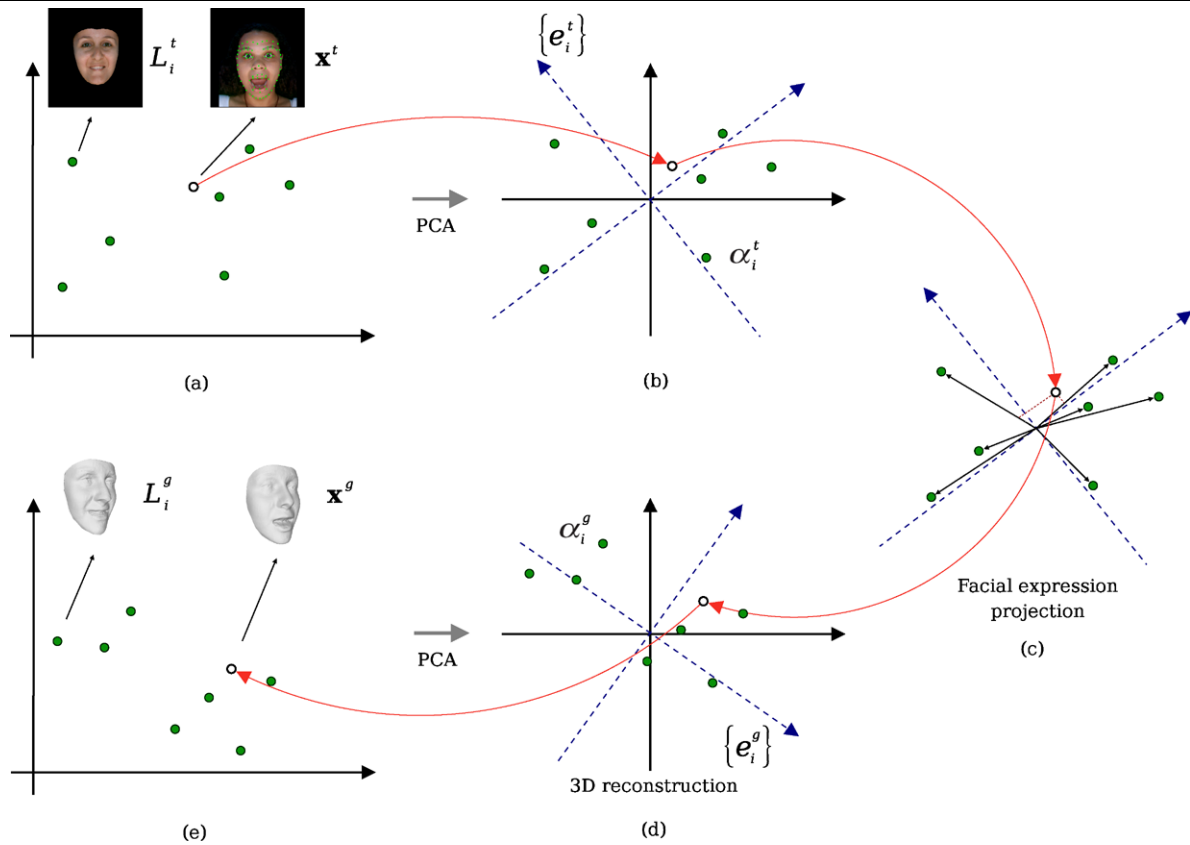 L_i^t
x^t
{e_i^t}
PCA
α_i^t
(a)
(b)
L_i^g
x^g
α_i^g
Facial expression
projection
(c)
PCA
{e_i^g}
3D reconstruction
(e)
(d)